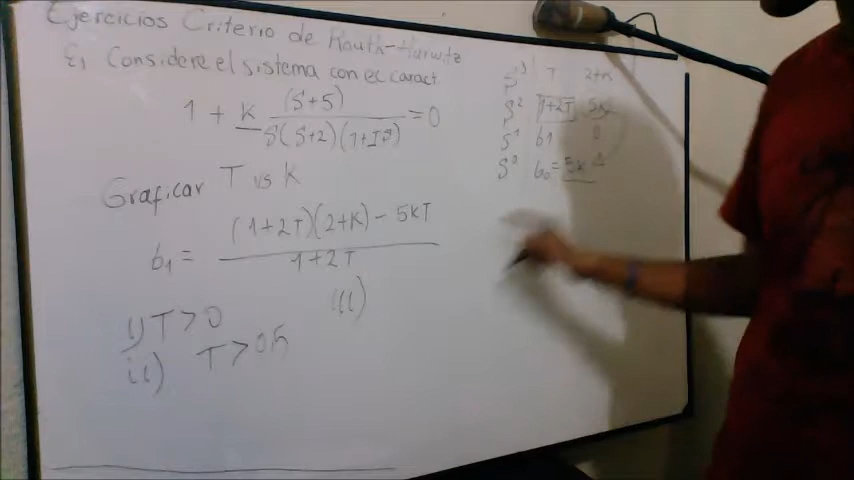 Ejercicios Criterio de Routh-Hurwitz
E1 Considere el sistema con ec caract
1 + K (S+5) / S(S+2)(1+TS) = 0
Graficar T vs K
b1 = (1+2T)(2+K) - 5KT / 1+2T
i) T>0
ii) T>0.5
iii)
S3 T 2+K
S2 1+2T 5K
S1 b1 0
S0 b0 = 5K